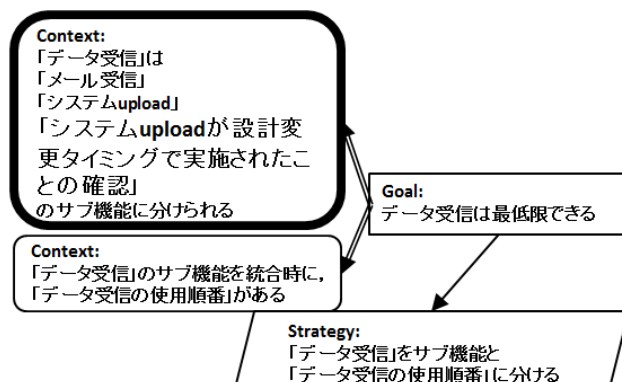 Context:
「データ受信」は
「メール受信」
「システムupload」
「システムuploadが設計変
更タイミングで実施されたこ
との確認」
のサブ機能に分けられる
Goal:
データ受信は最低限できる
Context:
「データ受信」のサブ機能を統合時に,
「データ受信の使用順番」がある
Strategy:
「データ受信」をサブ機能と
「データ受信の使用順番」に分ける